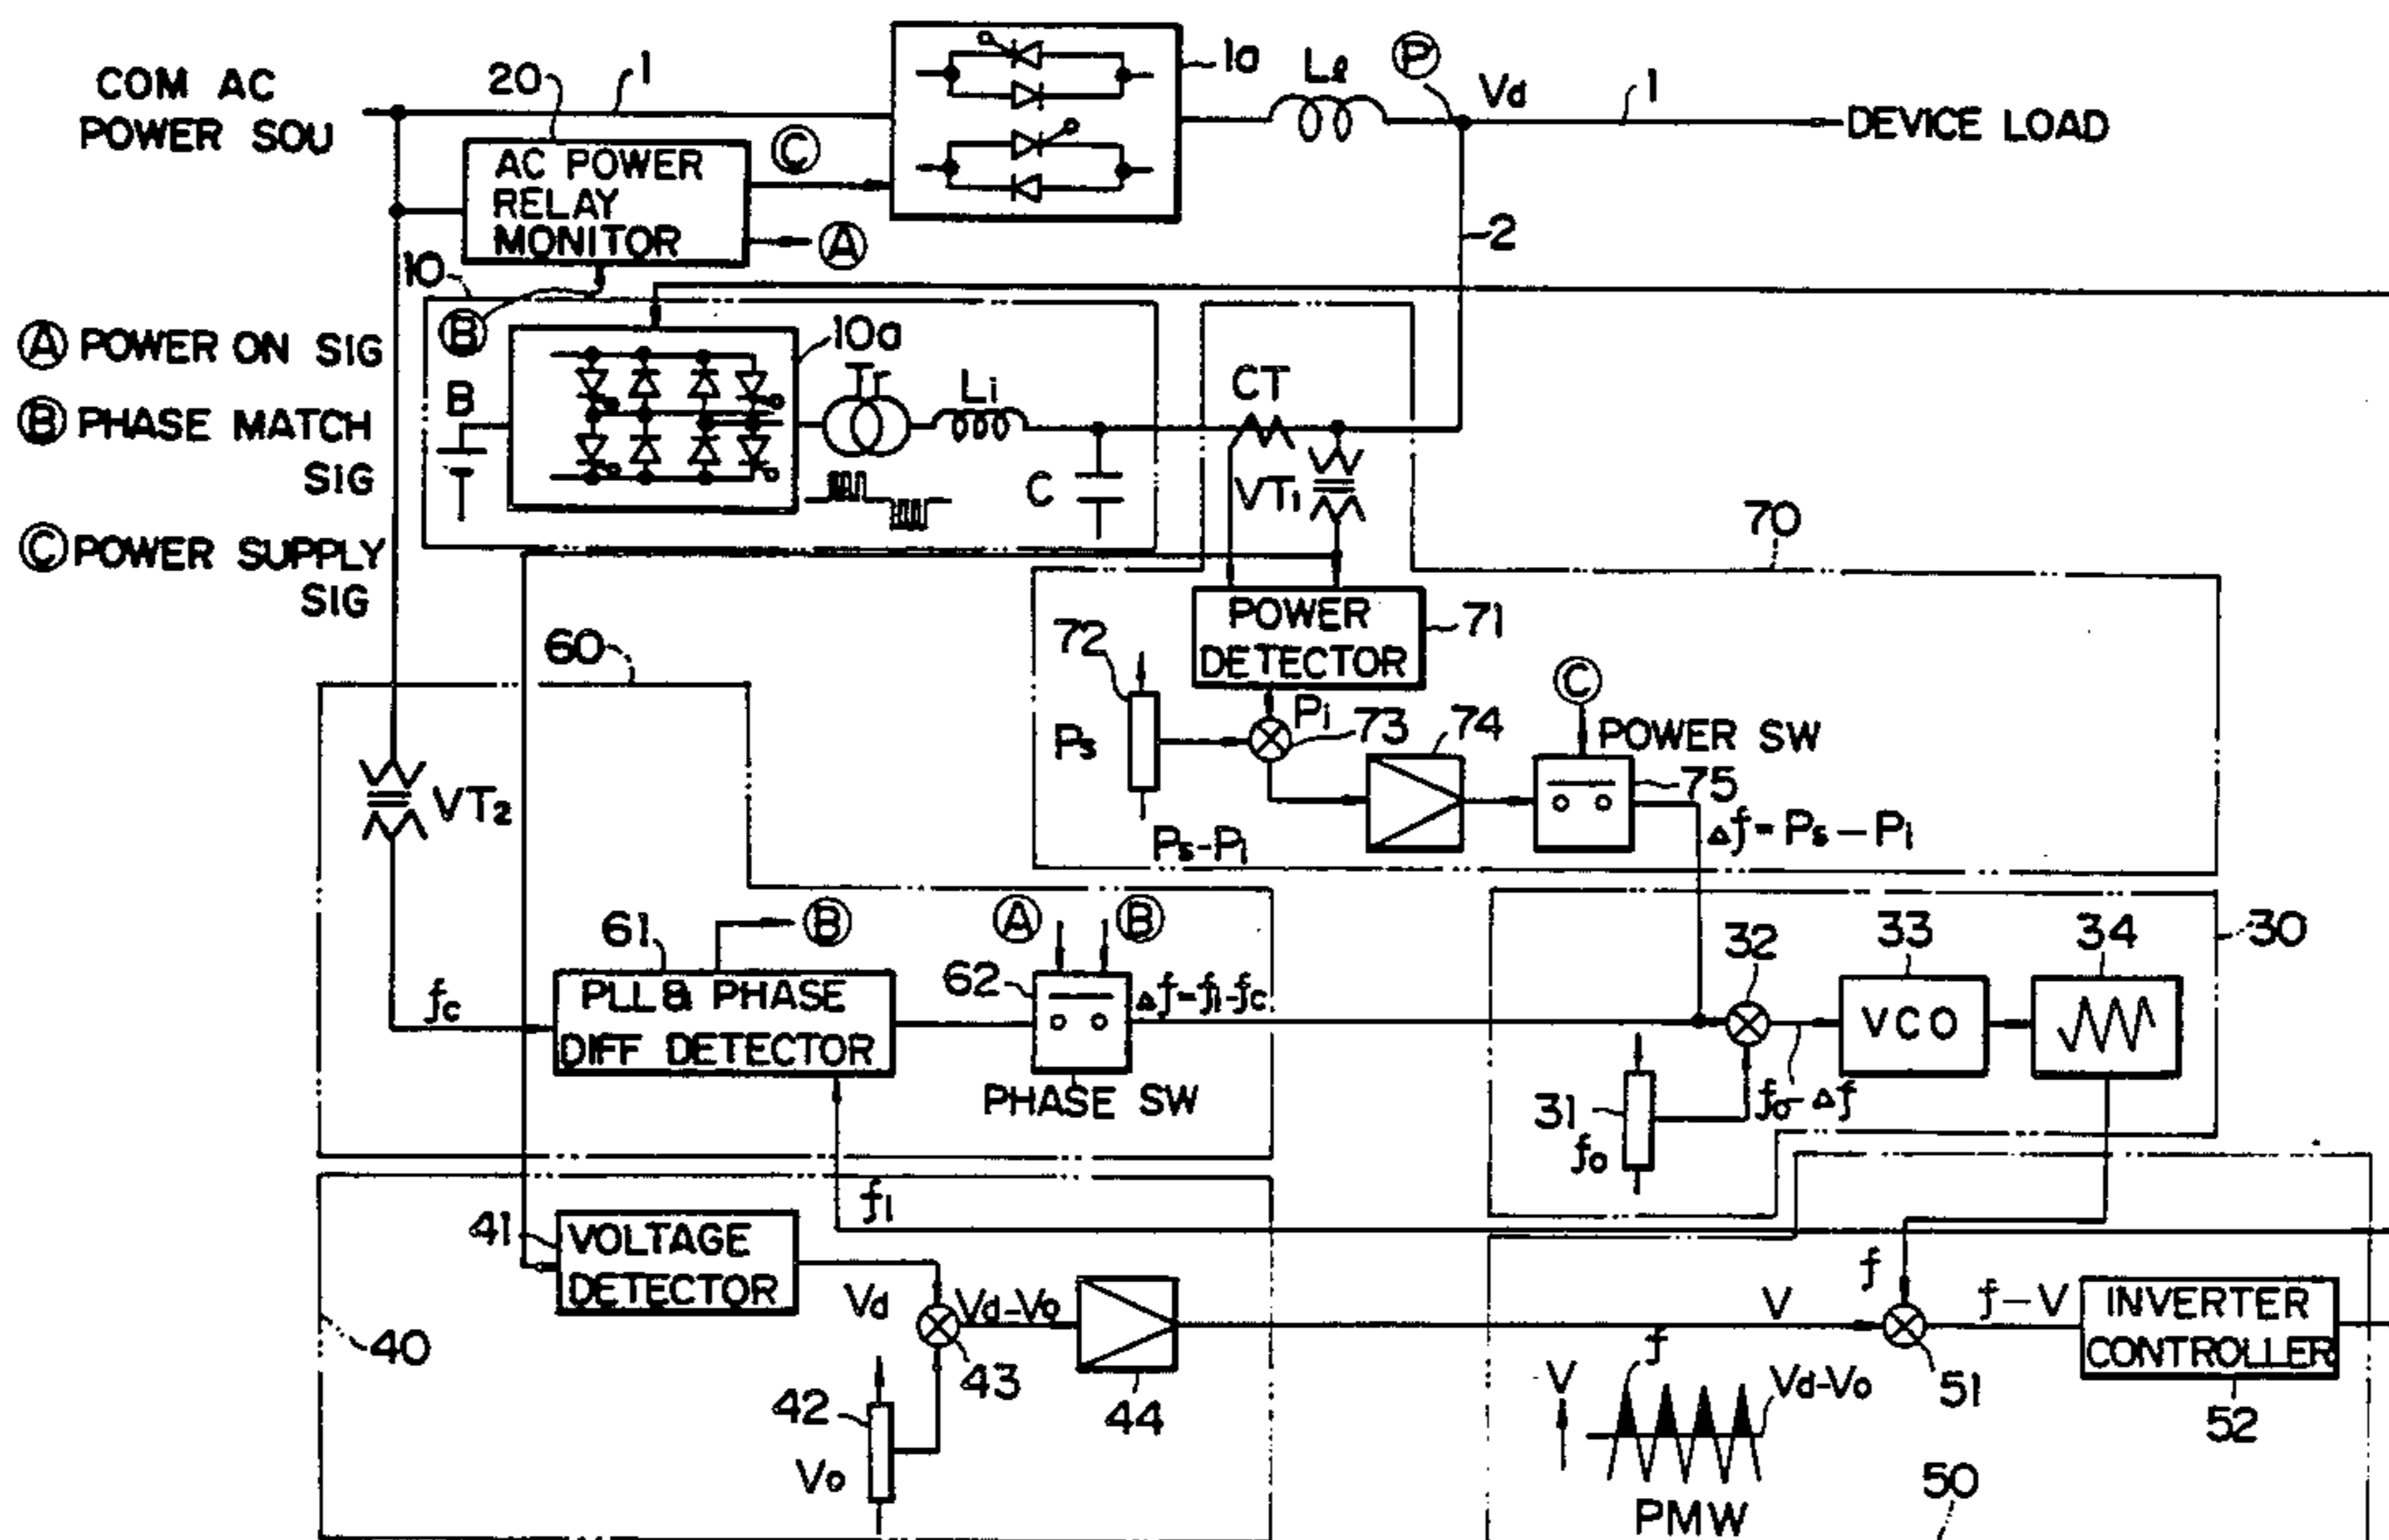 COM AC
POWER SOU
20
1
1a
Ll
P
Vd
1
DEVICE LOAD
AC POWER
RELAY
MONITOR
C
A
2
10
B
A POWER ON SIG
B PHASE MATCH
SIG
C POWER SUPPLY
SIG
B
10a
Tr
Li
C
CT
VT1
70
POWER
DETECTOR
71
72
Ps
Pi
73
74
C
POWER SW
75
Ps-Pi
Δf=Ps-Pi
60
VT2
fc
61
B
PLL & PHASE
DIFF DETECTOR
A
B
62
Δf=fi-fc
PHASE SW
32
33
34
30
VCO
31
fo
fo-Δf
fi
41
VOLTAGE
DETECTOR
Vd
Vd-Vo
43
44
42
Vo
40
f
V
f-V
51
INVERTER
CONTROLLER
52
V
f
Vd-Vo
PMW
50